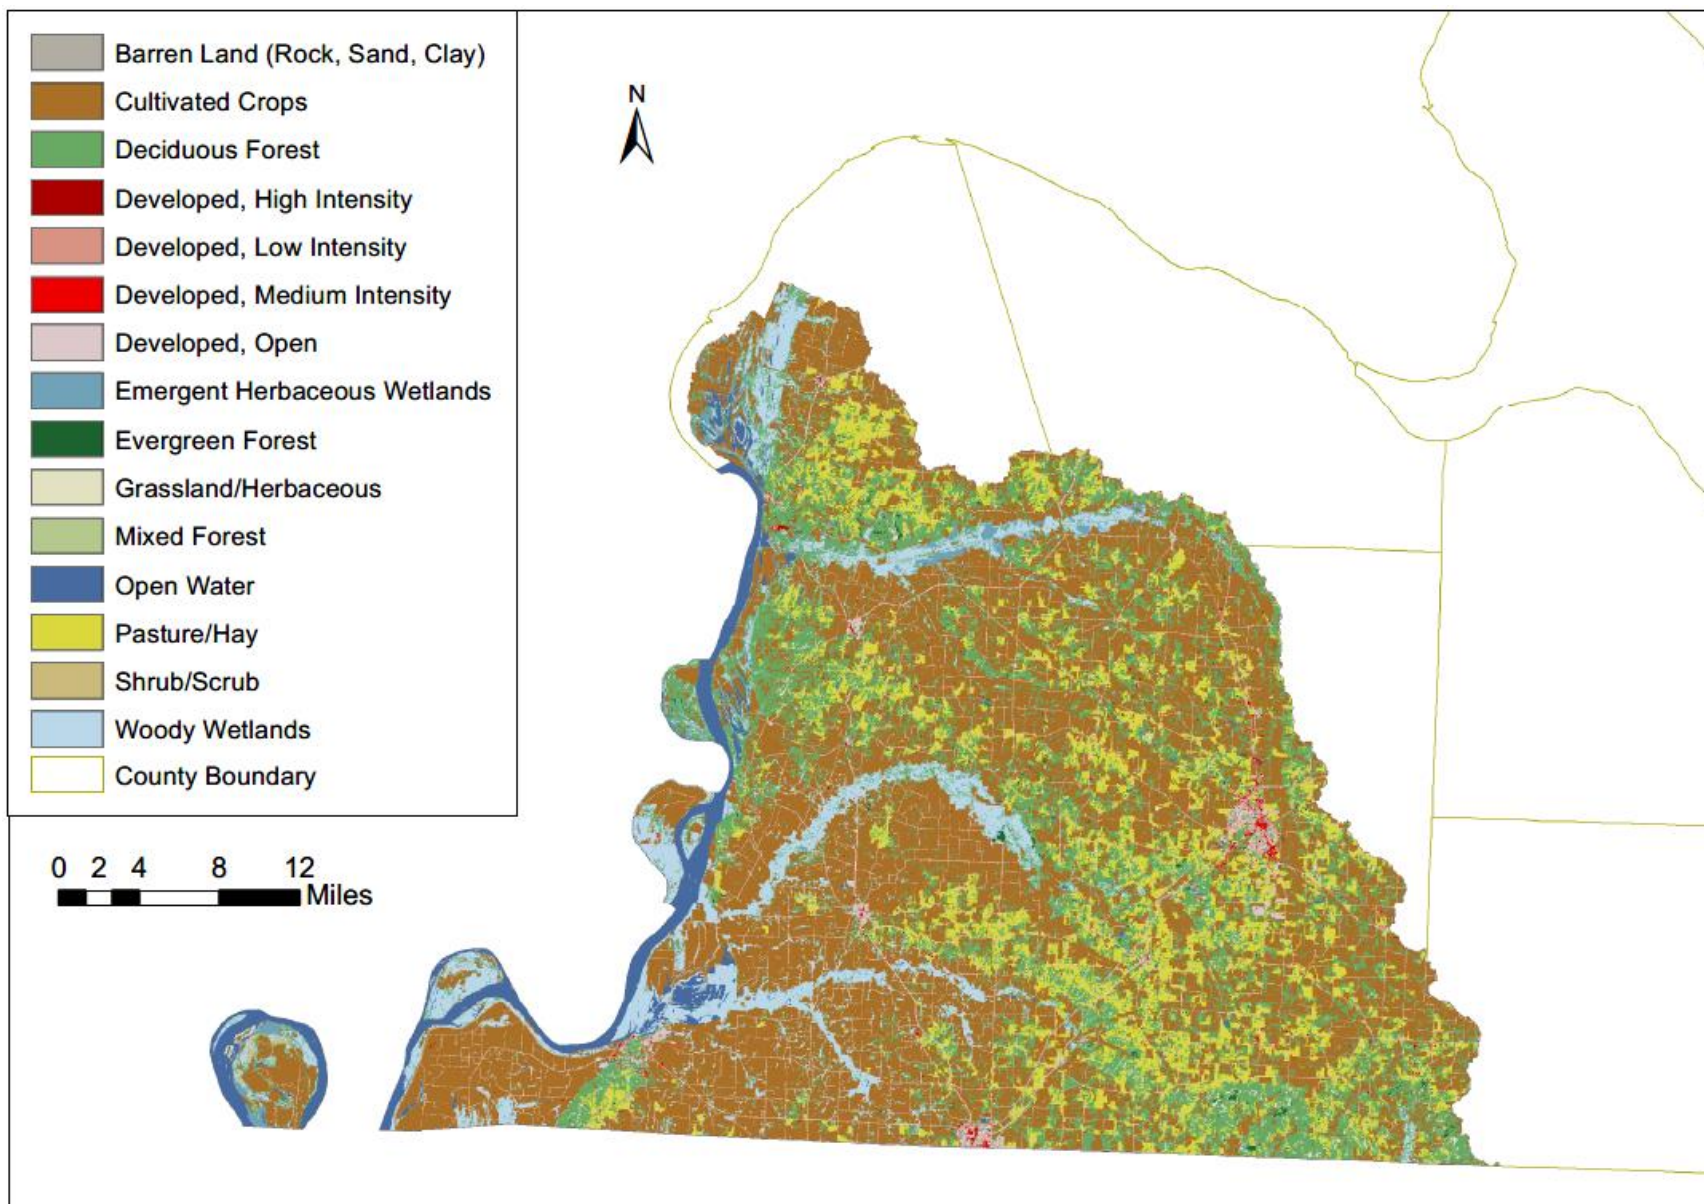 Barren Land (Rock, Sand, Clay)
Cultivated Crops
Deciduous Forest
Developed, High Intensity
Developed, Low Intensity
Developed, Medium Intensity
Developed, Open
Emergent Herbaceous Wetlands
Evergreen Forest
Grassland/Herbaceous
Mixed Forest
Open Water
Pasture/Hay
Shrub/Scrub
Woody Wetlands
County Boundary
N
0 2 4 8 12
Miles